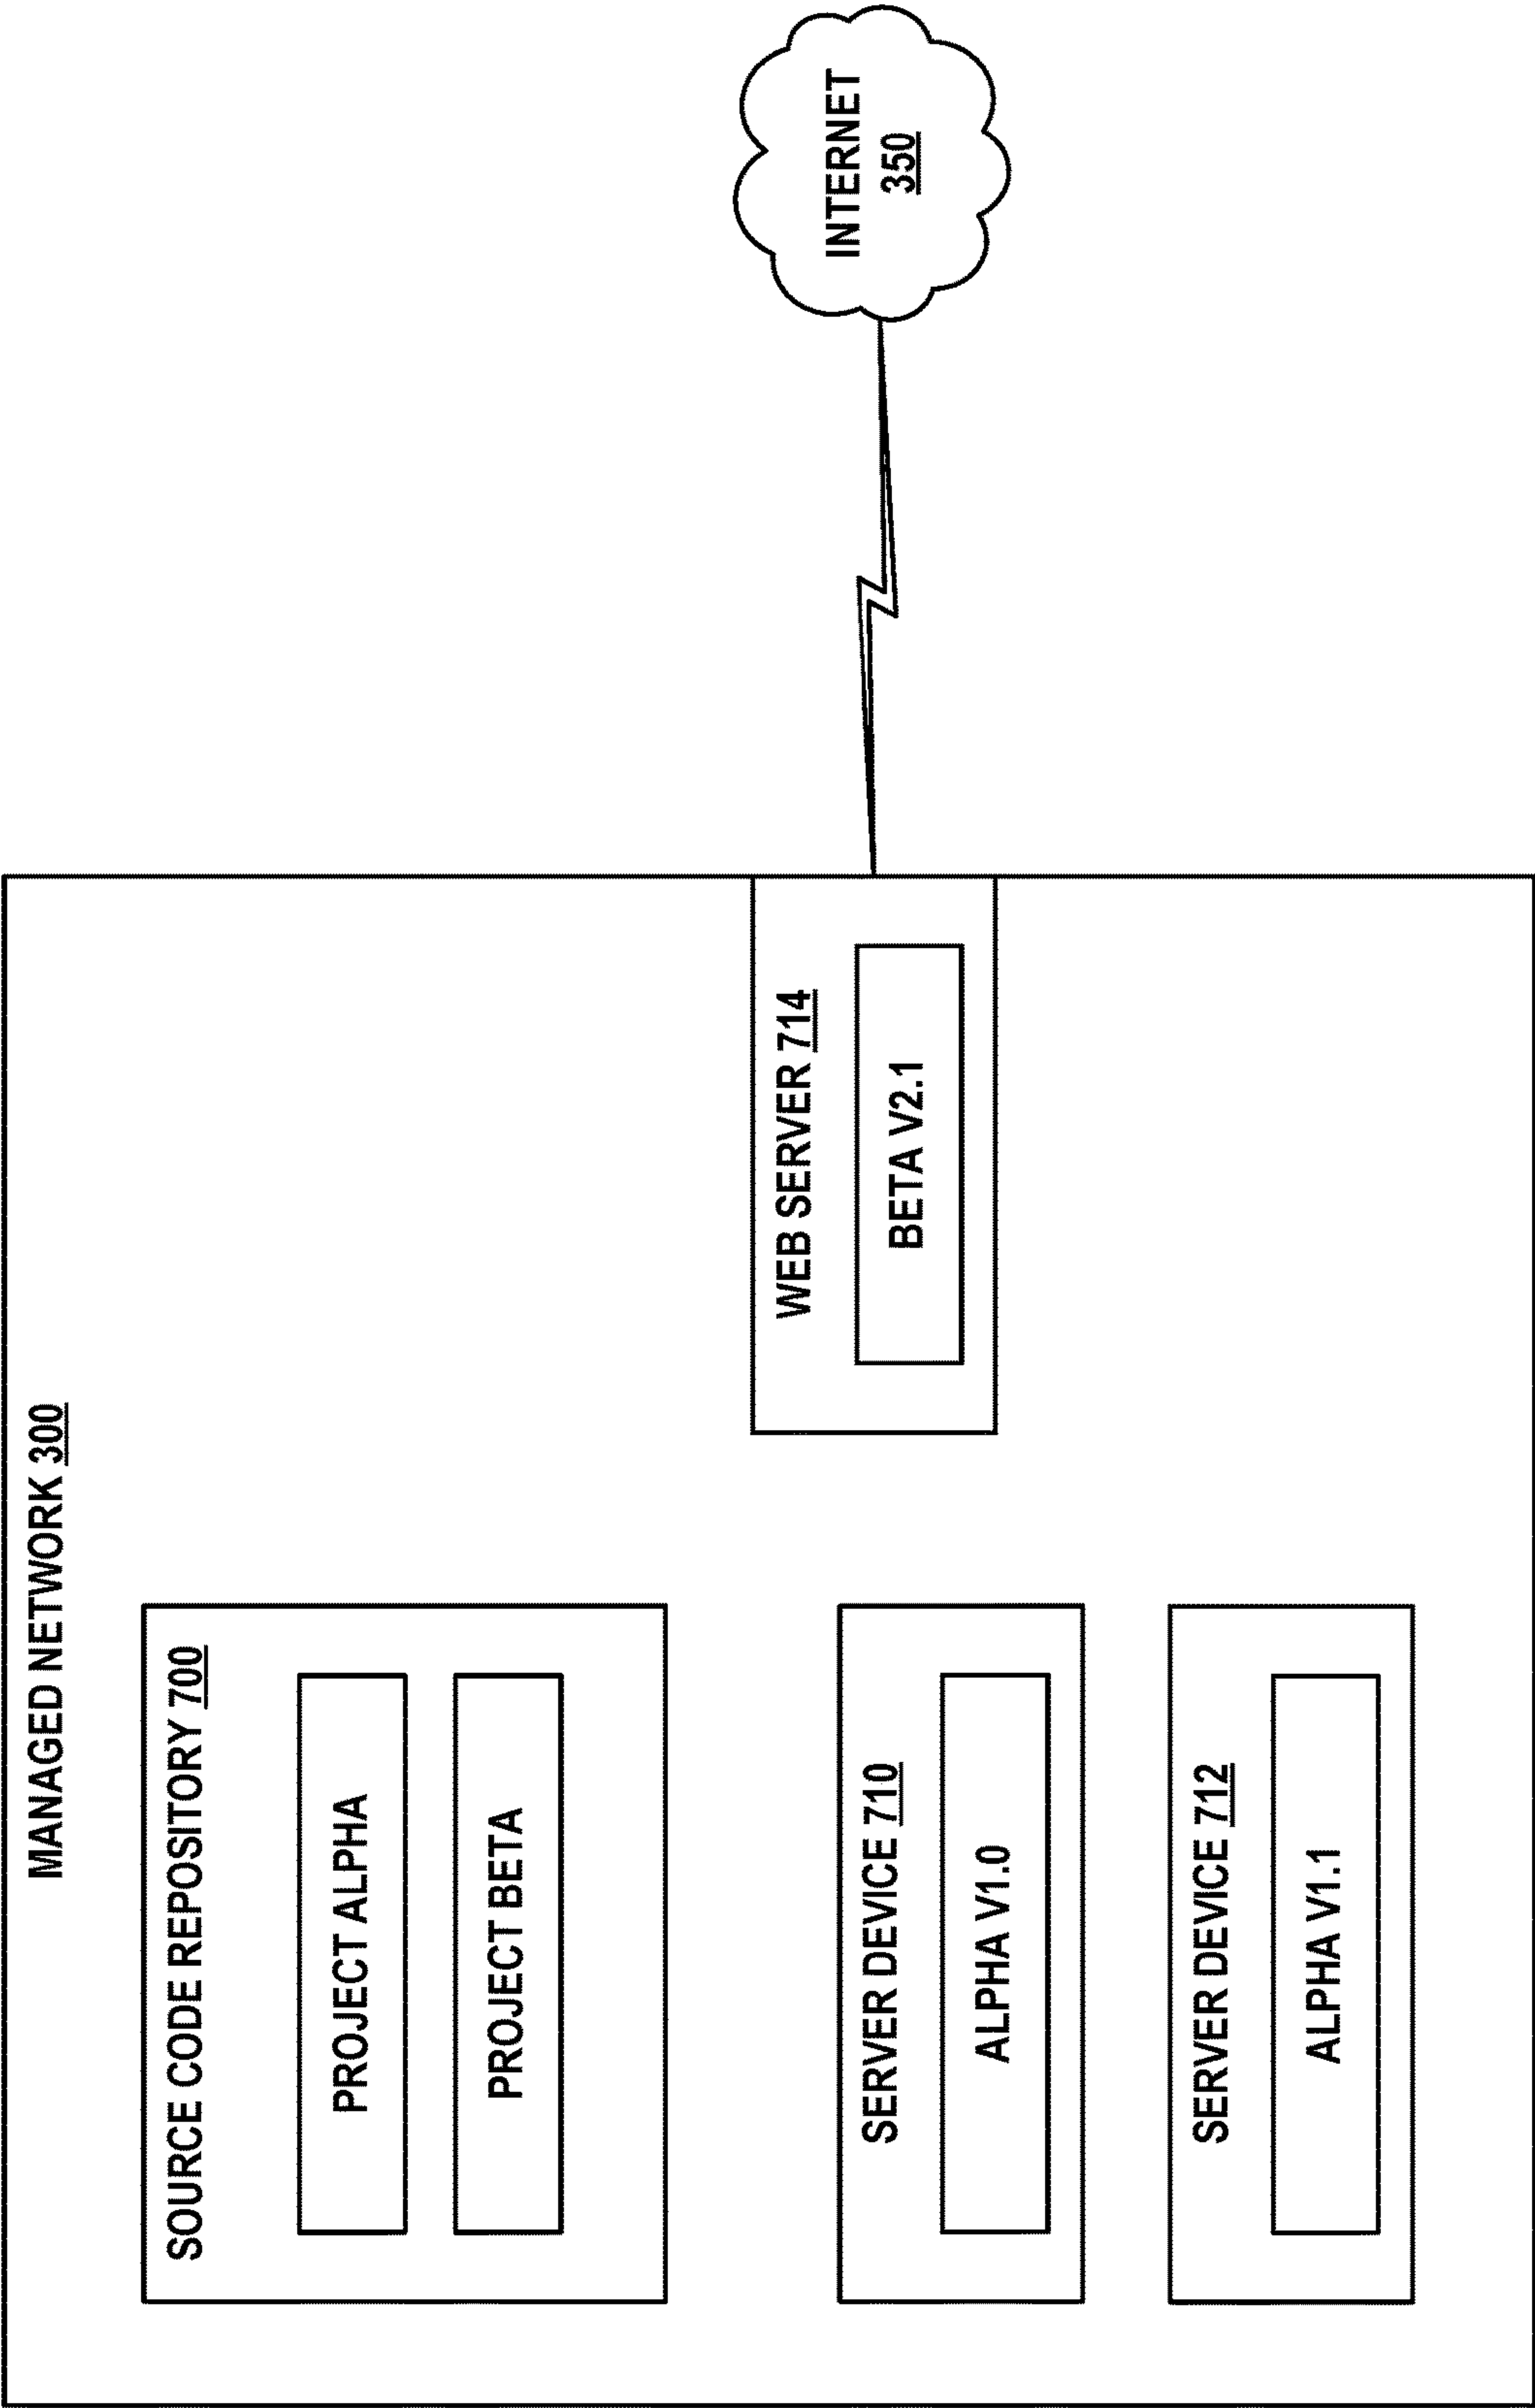 MANAGED NETWORK 300
SOURCE CODE REPOSITORY 700
PROJECT ALPHA
PROJECT BETA
SERVER DEVICE 710
ALPHA V1.0
SERVER DEVICE 712
ALPHA V1.1
WEB SERVER 714
BETA V2.1
INTERNET
350